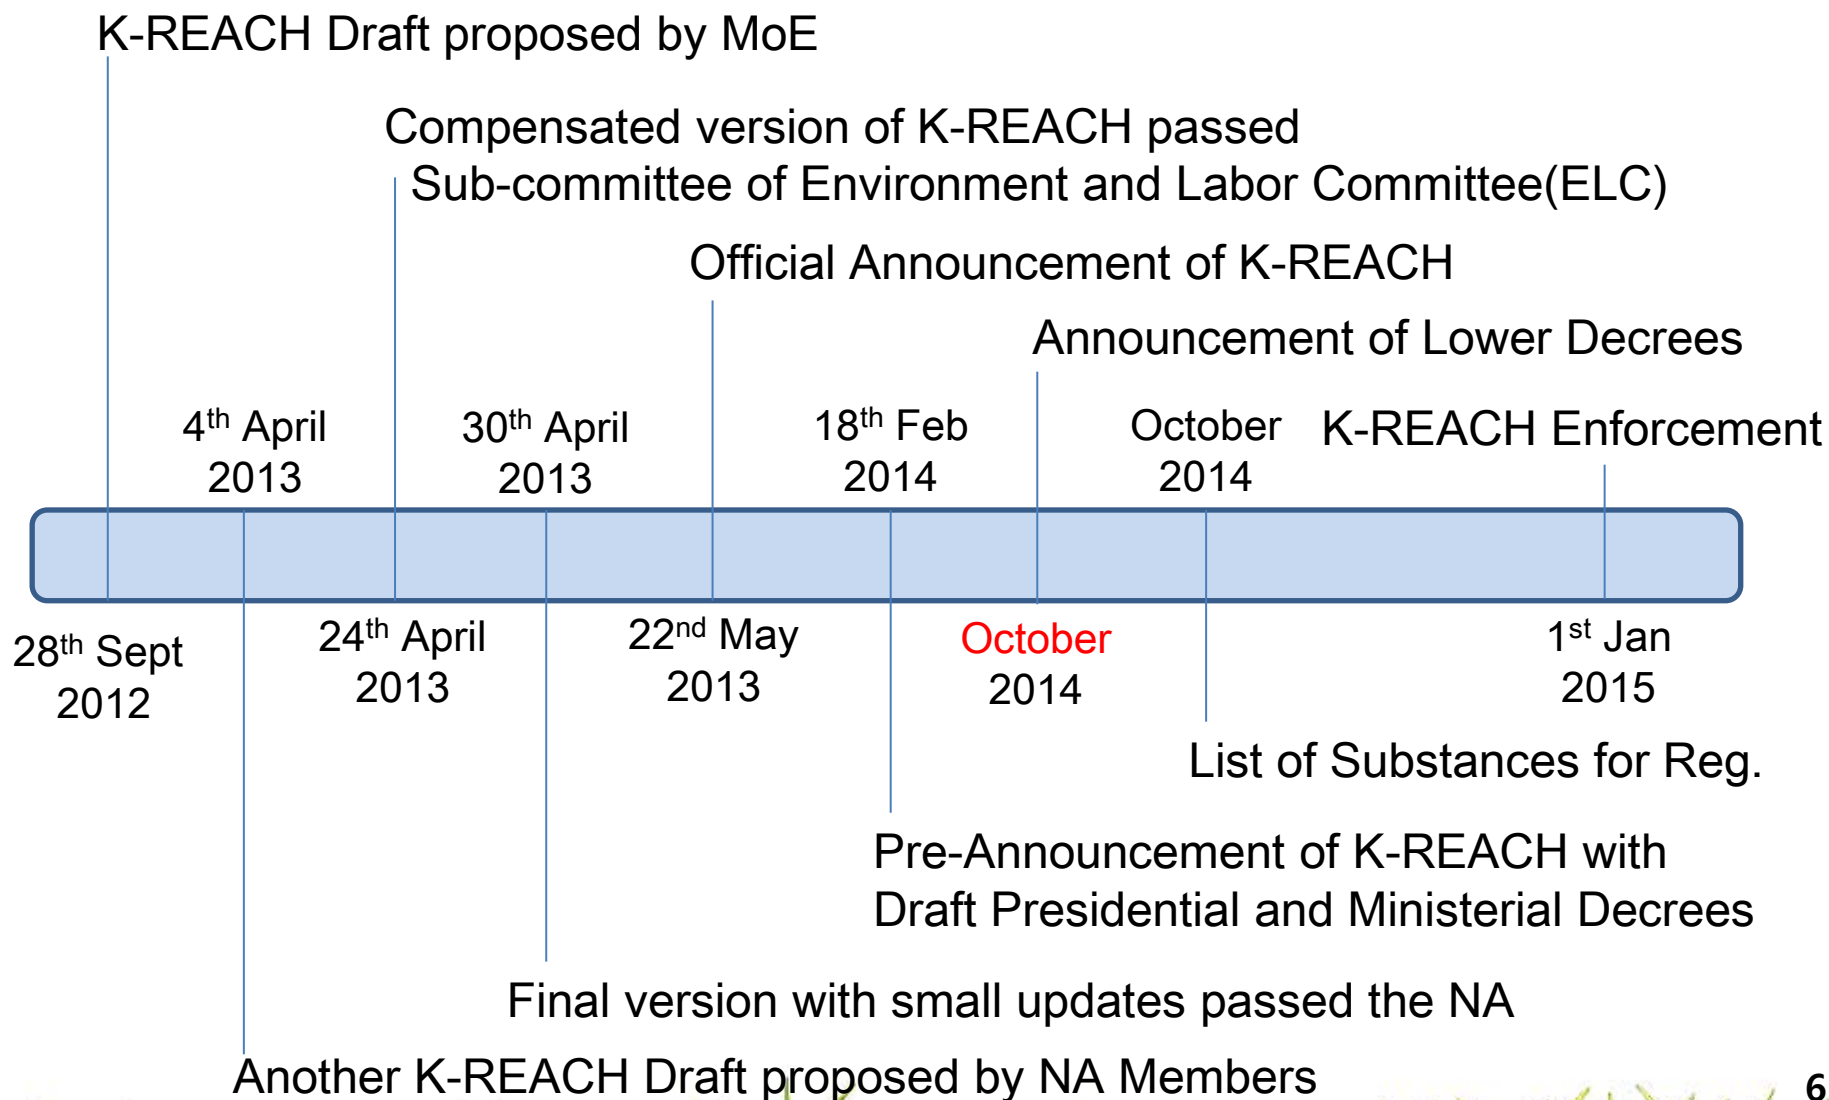 K-REACH Draft proposed by MoE
Compensated version of K-REACH passed
Sub-committee of Environment and Labor Committee(ELC)
Official Announcement of K-REACH
Announcement of Lower Decrees
4th April
2013
30th April
2013
18th Feb
2014
October
2014
K-REACH Enforcement
28th Sept
2012
24th April
2013
22nd May
2013
October
2014
1st Jan
2015
List of Substances for Reg.
Pre-Announcement of K-REACH with
Draft Presidential and Ministerial Decrees
Final version with small updates passed the NA
Another K-REACH Draft proposed by NA Members
6